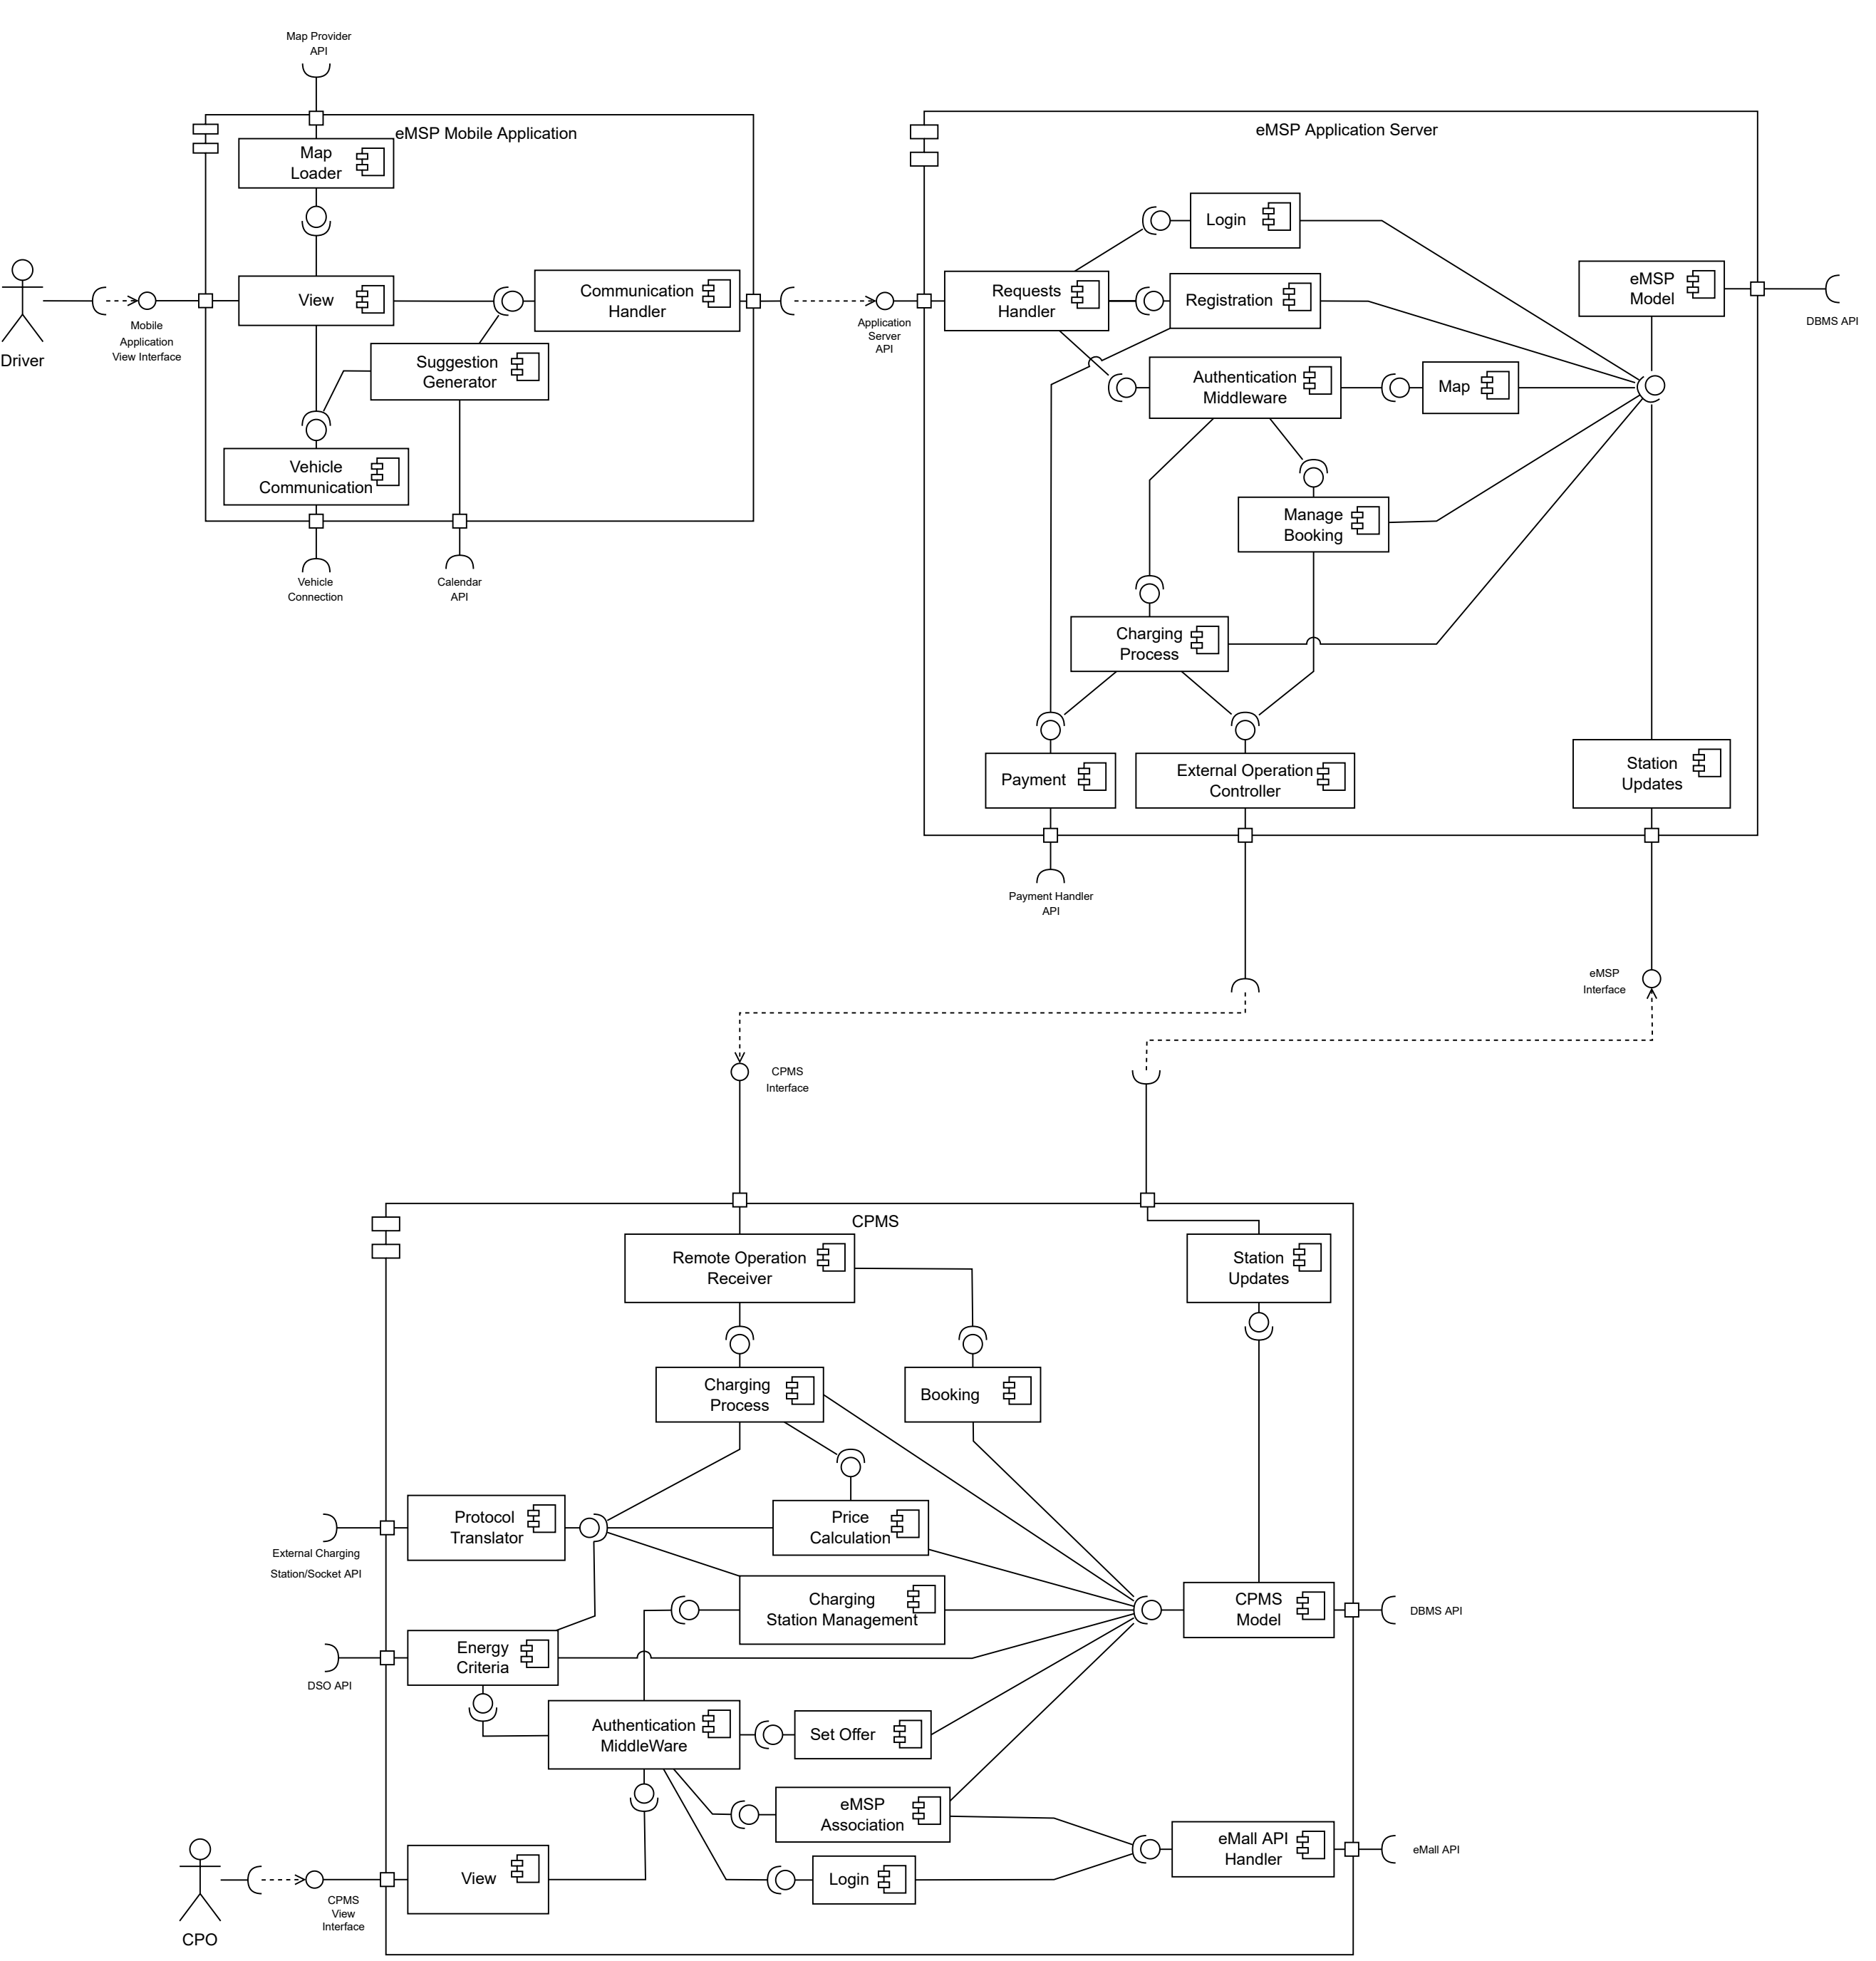 Map Provider
API
eMSP Mobile Application
Map
Loader
View
Communication
Handler
Suggestion
Generator
Vehicle
Communication
Driver
Mobile
Application
View Interface
Vehicle
Connection
Calendar
API
Application
Server
API
eMSP Application Server
Login
Requests
Handler
Registration
eMSP
Model
DBMS API
Authentication
Middleware
Map
Manage
Booking
Charging
Process
Payment
External Operation
Controller
Station
Updates
Payment Handler
API
eMSP
Interface
CPMS
Interface
CPMS
Remote Operation
Receiver
Station
Updates
Charging
Process
Booking
Protocol
Translator
Price
Calculation
External Charging
Station/Socket API
Charging
Station Management
CPMS
Model
DBMS API
Energy
Criteria
DSO API
Authentication
MiddleWare
Set Offer
eMSP
Association
eMall API
Handler
eMall API
View
Login
CPO
CPMS
View
Interface